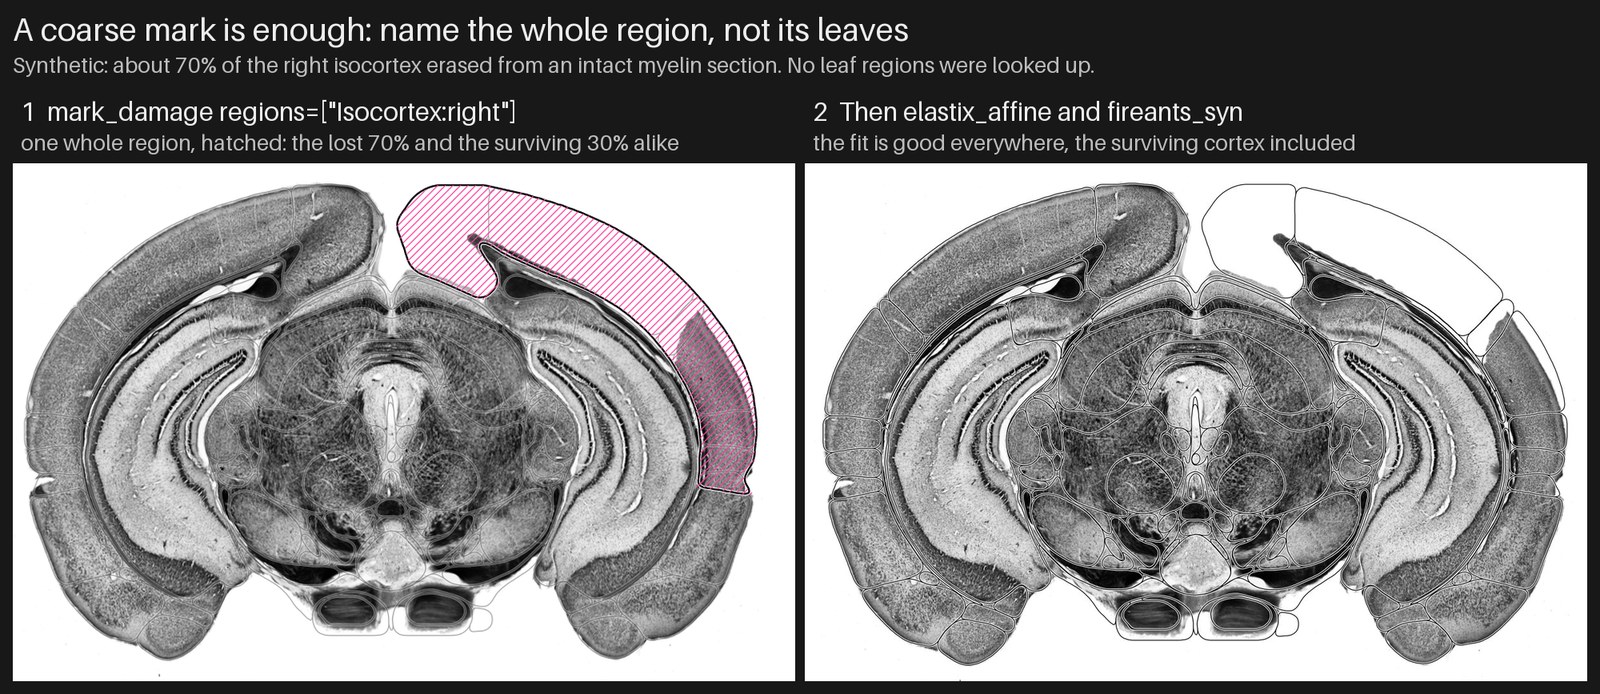 A coarse mark is enough: name the whole region, not its leaves
Synthetic: about 70% of the right isocortex erased from an intact myelin section. No leaf regions were looked up.
1 mark_damage regions=["Isocortex:right"]
one whole region, hatched: the lost 70% and the surviving 30% alike
2 Then elastix_affine and fireants_syn
the fit is good everywhere, the surviving cortex included